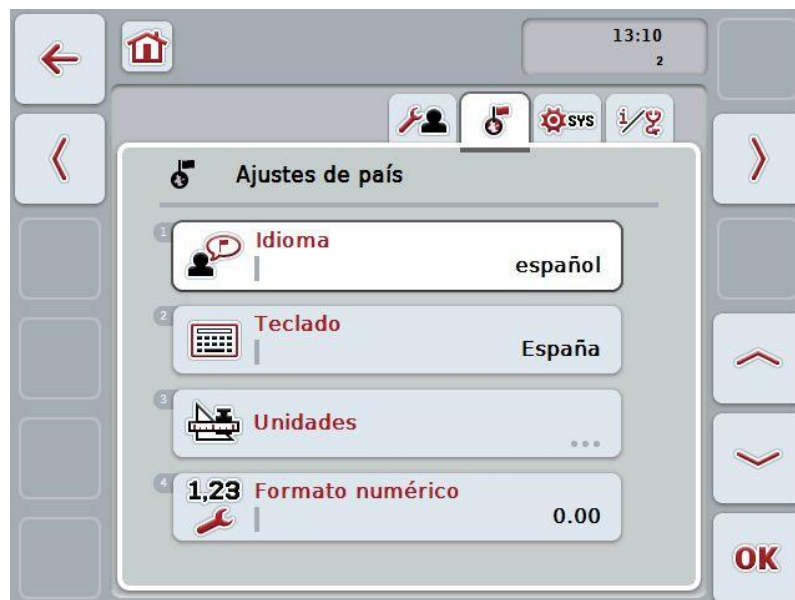 13:10
2
SYS
i/
Ajustes de país
1
Idioma
español
2
Teclado
España
3
Unidades
...
4
1,23
Formato numérico
0.00
OK